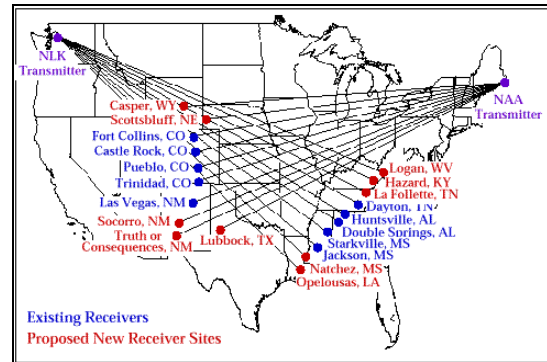 NLK
Transmitter
NAA
Transmitter
Casper, WY
Scottsbluff, NE
Fort Collins, CO
Castle Rock, CO
Pueblo, CO
Trinidad, CO
Las Vegas, NM
Socorro, NM
Truth or
Consequences, NM
Lubbock, TX
Logan, WV
Hazard, KY
La Follette, TN
Dayton, TN
Huntsville, AL
Double Springs, AL
Starkville, MS
Jackson, MS
Natchez, MS
Opelousas, LA
Existing Receivers
Proposed New Receiver Sites